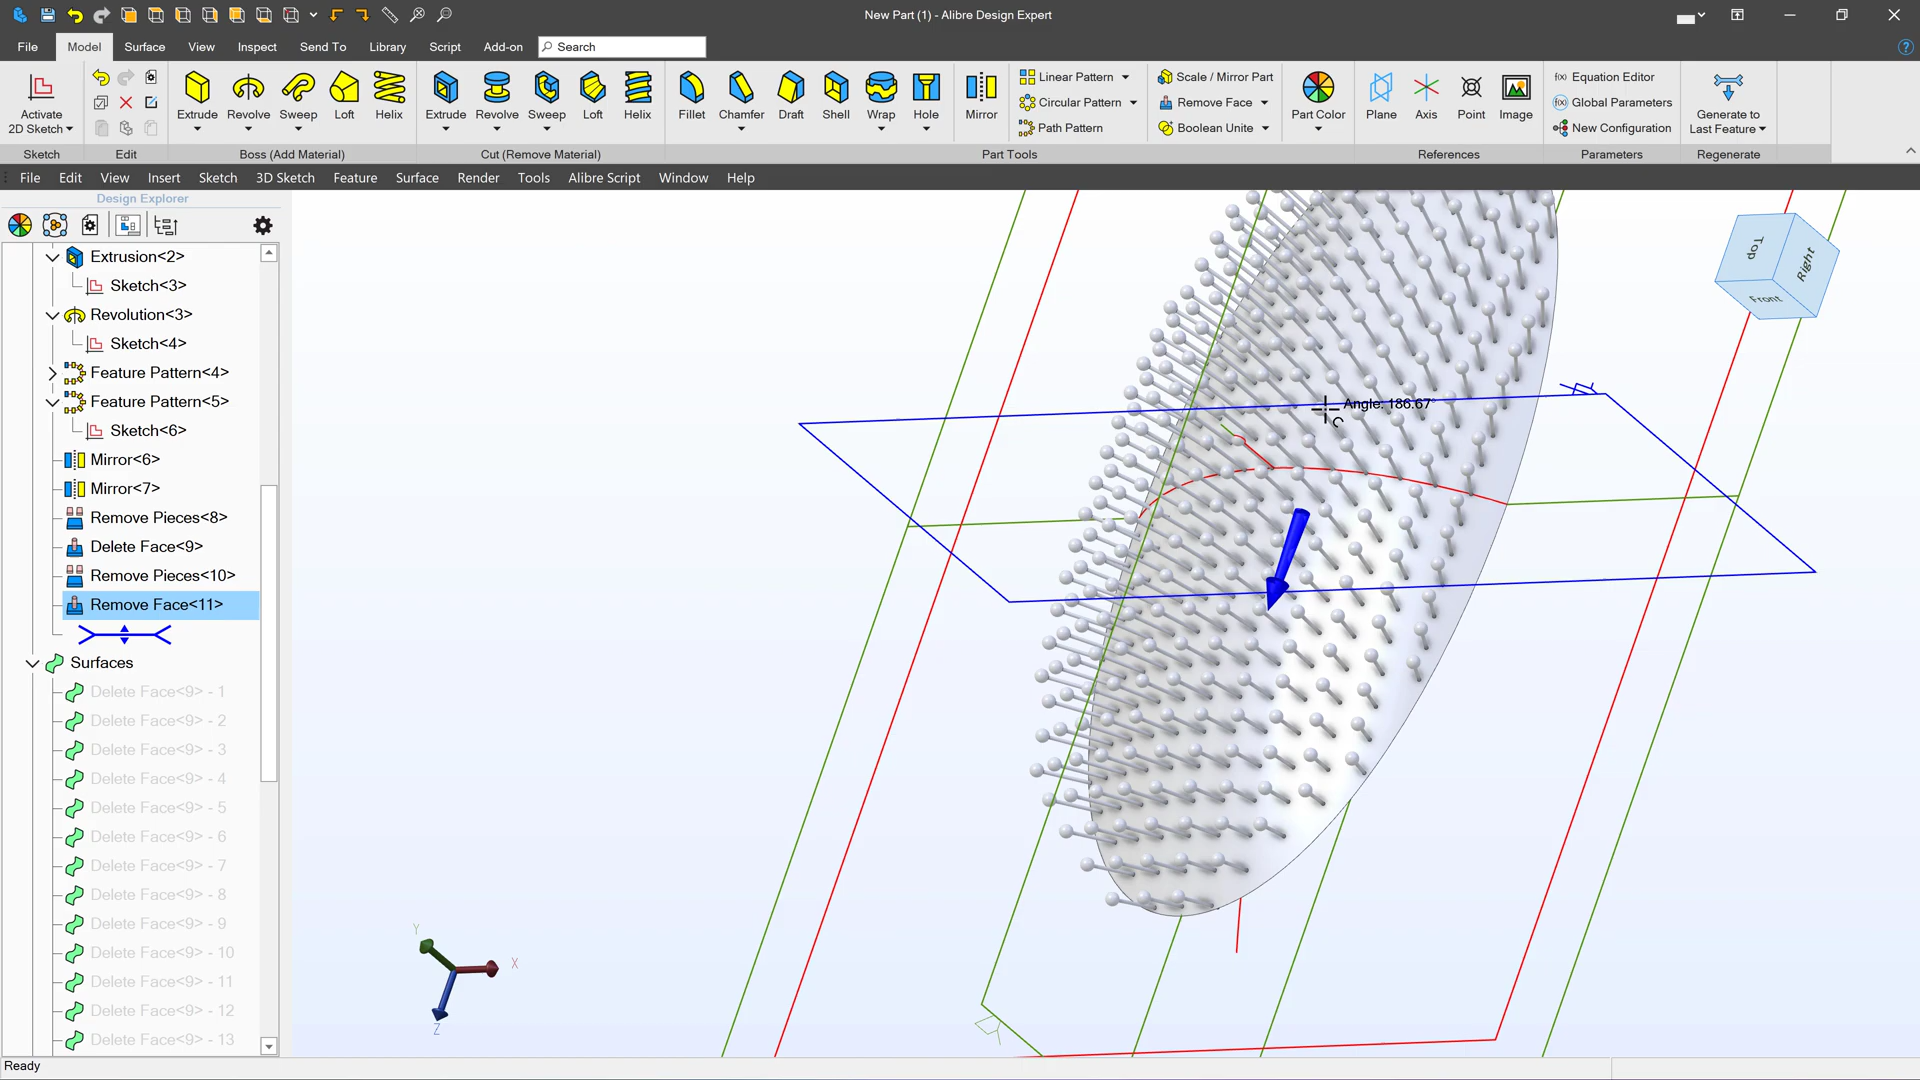 New Part (1) - Alibre Design Expert
File Model Surface View Inspect Send To Library Script Add-on Search
Activate 2D Sketch
Extrude Revolve Sweep Loft Helix
Extrude Revolve Sweep Loft Helix
Fillet Chamfer Draft Shell Wrap Hole Mirror
Linear Pattern
Circular Pattern
Path Pattern
Scale / Mirror Part
Remove Face
Boolean Unite
Part Color
Plane Axis Point Image
Equation Editor
Global Parameters
New Configuration
Generate to Last Feature
Sketch Edit Boss (Add Material) Cut (Remove Material) Part Tools References Parameters Regenerate
File Edit View Insert Sketch 3D Sketch Feature Surface Render Tools Alibre Script Window Help
Design Explorer
Extrusion<2>
Sketch<3>
Revolution<3>
Sketch<4>
Feature Pattern<4>
Feature Pattern<5>
Sketch<6>
Mirror<6>
Mirror<7>
Remove Pieces<8>
Delete Face<9>
Remove Pieces<10>
Remove Face<11>
Surfaces
Delete Face<9> - 1
Delete Face<9> - 2
Delete Face<9> - 3
Delete Face<9> - 4
Delete Face<9> - 5
Delete Face<9> - 6
Delete Face<9> - 7
Delete Face<9> - 8
Delete Face<9> - 9
Delete Face<9> - 10
Delete Face<9> - 11
Delete Face<9> - 12
Delete Face<9> - 13
Angle: 186.67°
Top
Right
Front
Y
X
Z
Ready